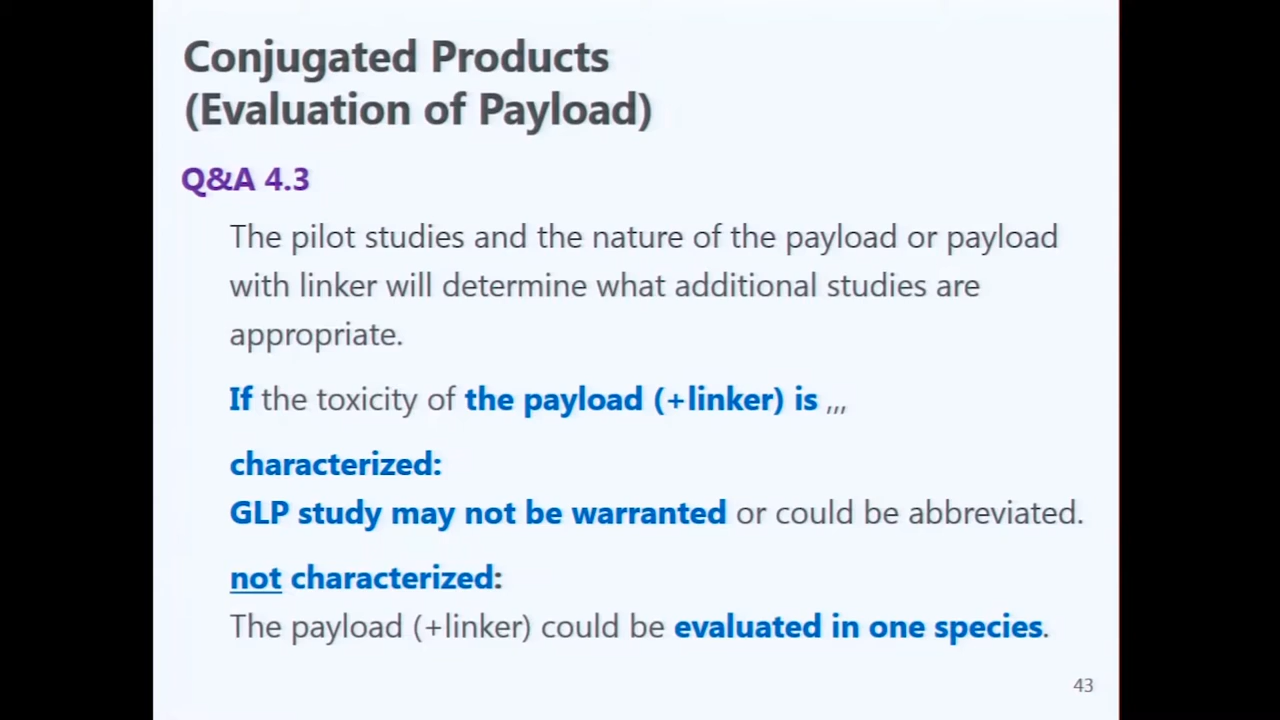 Conjugated Products
(Evaluation of Payload)
Q&A 4.3
The pilot studies and the nature of the payload or payload
with linker will determine what additional studies are
appropriate.
If the toxicity of the payload (+linker) is ,,,
characterized:
GLP study may not be warranted or could be abbreviated.
not characterized:
The payload (+linker) could be evaluated in one species.
43